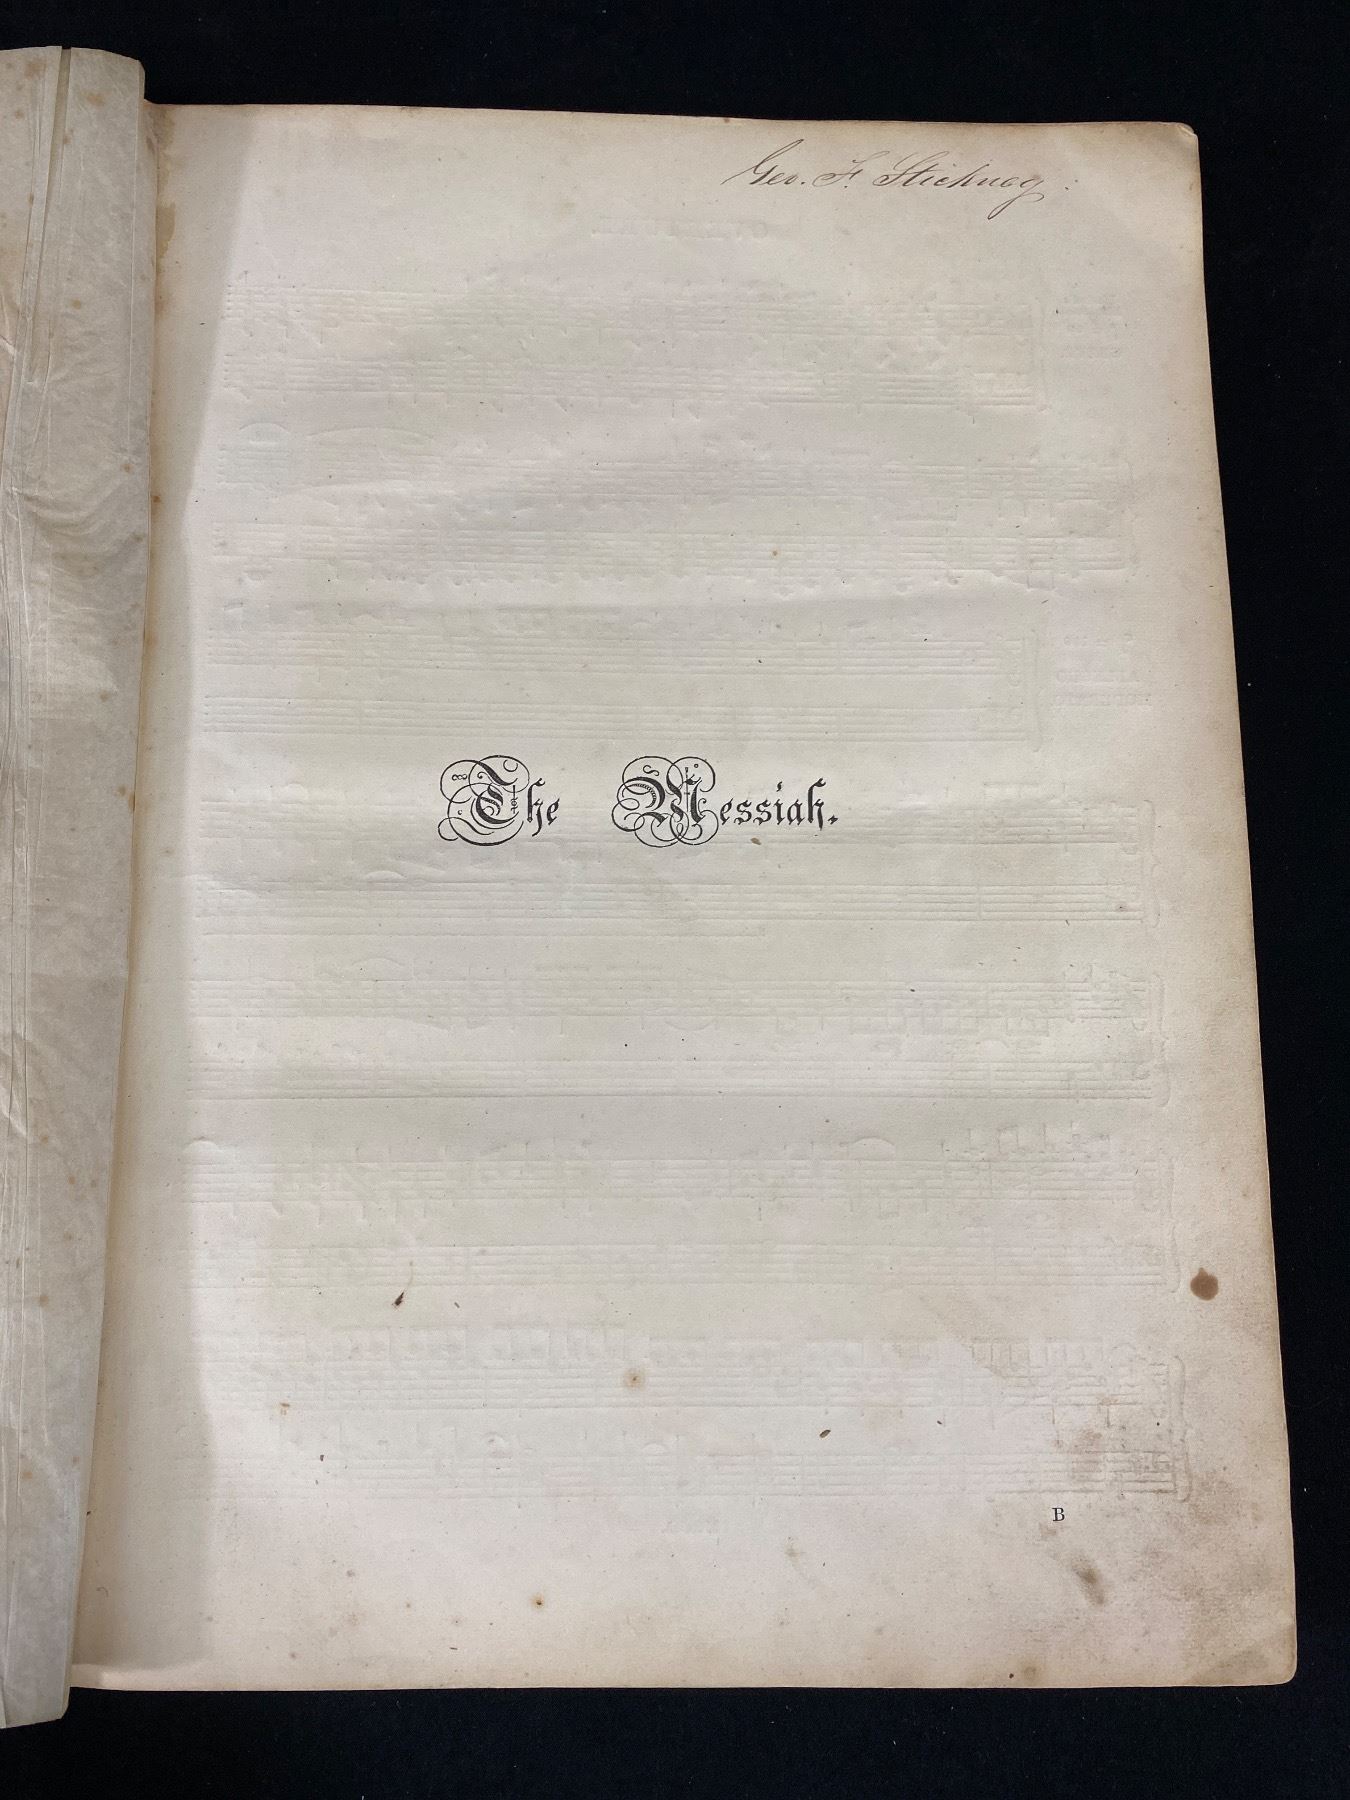 Geo. F. Stickney
The Messiah.
B